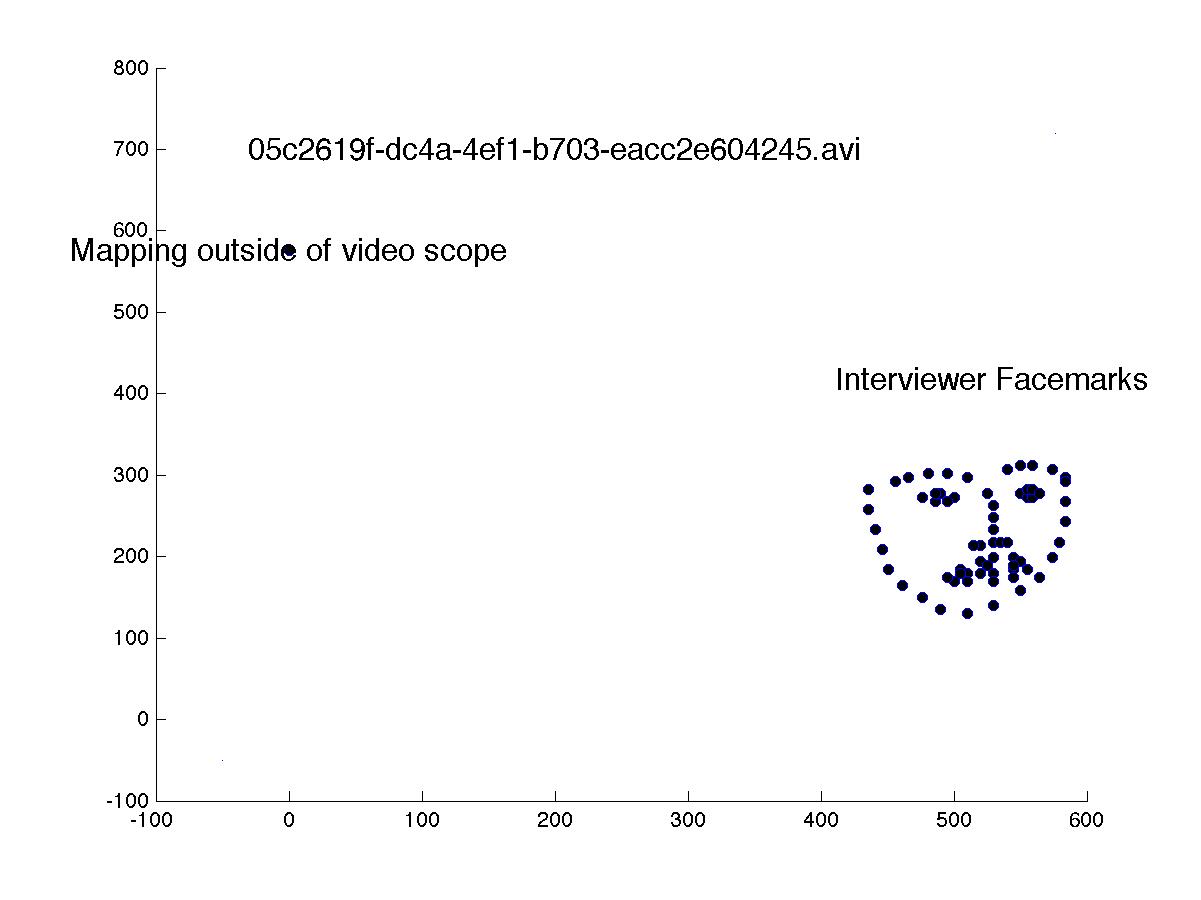 800
05c2619f-dc4a-4ef1-b703-eacc2e604245.avi
700
600
Mapping outside of video scope
500
Interviewer Facemarks
400
300
200
100
0
-100
-100 0 100 200 300 400 500 600